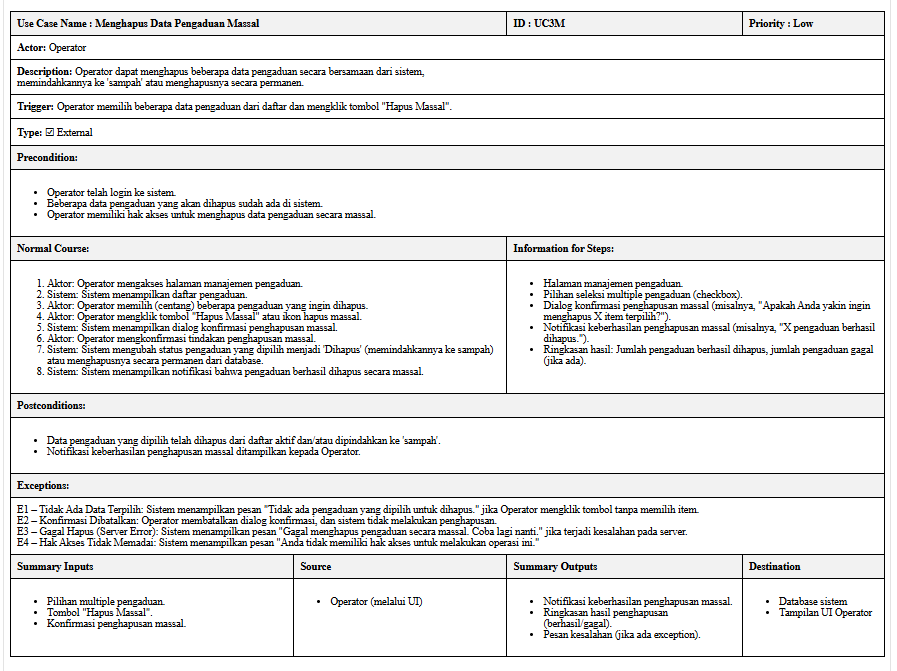 Use Case Name : Menghapus Data Pengaduan Massal
ID : UC3M
Priority : Low
Actor: Operator
Description: Operator dapat menghapus beberapa data pengaduan secara bersamaan dari sistem,
memindahkannya ke 'sampah' atau menghapusnya secara permanen.
Trigger: Operator memilih beberapa data pengaduan dari daftar dan mengklik tombol "Hapus Massal".
Type: ☑ External
Precondition:
• Operator telah login ke sistem.
• Beberapa data pengaduan yang akan dihapus sudah ada di sistem.
• Operator memiliki hak akses untuk menghapus data pengaduan secara massal.
Normal Course:
1. Aktor: Operator mengakses halaman manajemen pengaduan.
2. Sistem: Sistem menampilkan daftar pengaduan.
3. Aktor: Operator memilih (centang) beberapa pengaduan yang ingin dihapus.
4. Aktor: Operator mengklik tombol "Hapus Massal" atau ikon hapus massal.
5. Sistem: Sistem menampilkan dialog konfirmasi penghapusan massal.
6. Aktor: Operator mengkonfirmasi tindakan penghapusan massal.
7. Sistem: Sistem mengubah status pengaduan yang dipilih menjadi 'Dihapus' (memindahkannya ke sampah)
atau menghapusnya secara permanen dari database.
8. Sistem: Sistem menampilkan notifikasi bahwa pengaduan berhasil dihapus secara massal.
Information for Steps:
• Halaman manajemen pengaduan.
• Pilihan seleksi multiple pengaduan (checkbox).
• Dialog konfirmasi penghapusan massal (misalnya, "Apakah Anda yakin ingin
menghapus X item terpilih?").
• Notifikasi keberhasilan penghapusan massal (misalnya, "X pengaduan berhasil
dihapus.").
• Ringkasan hasil: Jumlah pengaduan berhasil dihapus, jumlah pengaduan gagal
(jika ada).
Postconditions:
• Data pengaduan yang dipilih telah dihapus dari daftar aktif dan/atau dipindahkan ke 'sampah'.
• Notifikasi keberhasilan penghapusan massal ditampilkan kepada Operator.
Exceptions:
E1 – Tidak Ada Data Terpilih: Sistem menampilkan pesan "Tidak ada pengaduan yang dipilih untuk dihapus." jika Operator mengklik tombol tanpa memilih item.
E2 – Konfirmasi Dibatalkan: Operator membatalkan dialog konfirmasi, dan sistem tidak melakukan penghapusan.
E3 – Gagal Hapus (Server Error): Sistem menampilkan pesan "Gagal menghapus pengaduan secara massal. Coba lagi nanti." jika terjadi kesalahan pada server.
E4 – Hak Akses Tidak Memadai: Sistem menampilkan pesan "Anda tidak memiliki hak akses untuk melakukan operasi ini."
Summary Inputs
• Pilihan multiple pengaduan.
• Tombol "Hapus Massal".
• Konfirmasi penghapusan massal.
Source
• Operator (melalui UI)
Summary Outputs
• Notifikasi keberhasilan penghapusan massal.
• Ringkasan hasil penghapusan
(berhasil/gagal).
• Pesan kesalahan (jika ada exception).
Destination
• Database sistem
• Tampilan UI Operator